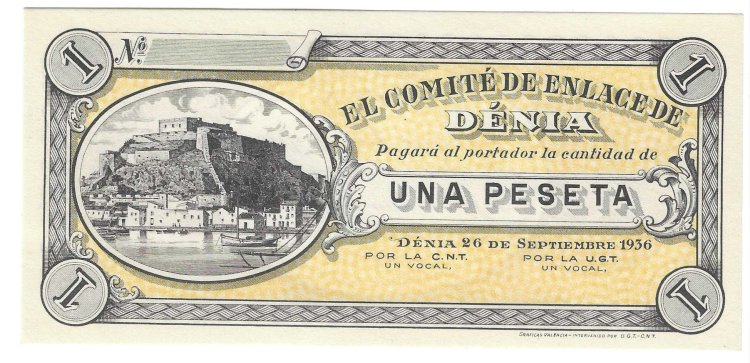 1
Nº
1
EL COMITÉ DE ENLACE DE
DÉNIA
Pagará al portador la cantidad de
UNA PESETA
DÉNIA 26 DE SEPTIEMBRE 1936
POR LA C.N.T.
UN VOCAL,
POR LA U.G.T.
UN VOCAL,
1
1
GRAFICAS VALENCIA - INTERVENIDO POR U.G.T.-C.N.T.